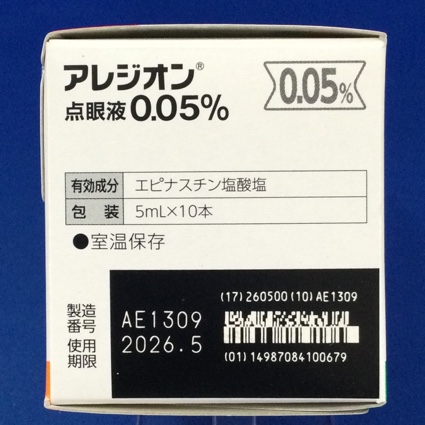 アレジオン®
点眼液0.05%
0.05%
有効成分 エピナスチン塩酸塩
包装 5mL×10本
●室温保存
(17)260500(10)AE1309
製造番号 AE1309
使用期限 2026.5
(01)14987084100679